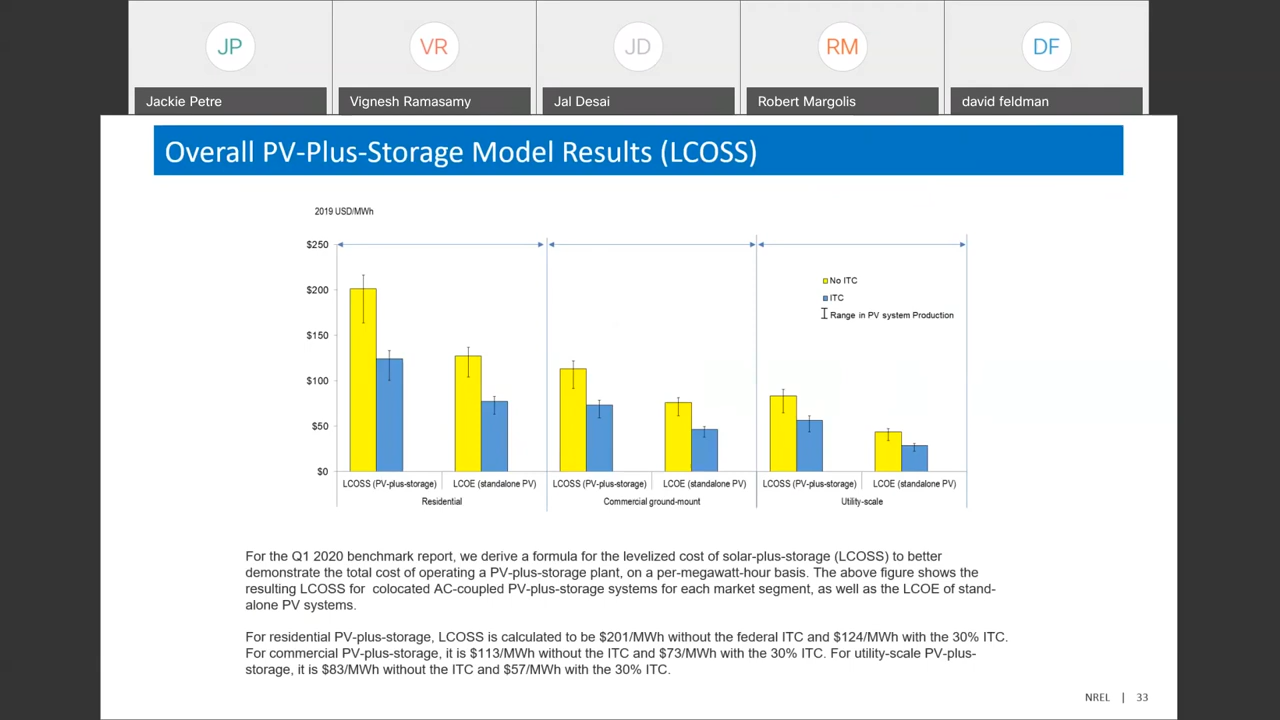 JP
VR
JD
RM
DF
Jackie Petre
Vignesh Ramasamy
Jal Desai
Robert Margolis
david feldman
Overall PV-Plus-Storage Model Results (LCOSS)
2019 USD/MWh
$250
$200
$150
$100
$50
$0
No ITC
ITC
Range in PV system Production
LCOSS (PV-plus-storage)
LCOE (standalone PV)
LCOSS (PV-plus-storage)
LCOE (standalone PV)
LCOSS (PV-plus-storage)
LCOE (standalone PV)
Residential
Commercial ground-mount
Utility-scale
For the Q1 2020 benchmark report, we derive a formula for the levelized cost of solar-plus-storage (LCOSS) to better
demonstrate the total cost of operating a PV-plus-storage plant, on a per-megawatt-hour basis. The above figure shows the
resulting LCOSS for colocated AC-coupled PV-plus-storage systems for each market segment, as well as the LCOE of stand-
alone PV systems.
For residential PV-plus-storage, LCOSS is calculated to be $201/MWh without the federal ITC and $124/MWh with the 30% ITC.
For commercial PV-plus-storage, it is $113/MWh without the ITC and $73/MWh with the 30% ITC. For utility-scale PV-plus-
storage, it is $83/MWh without the ITC and $57/MWh with the 30% ITC.
NREL | 33